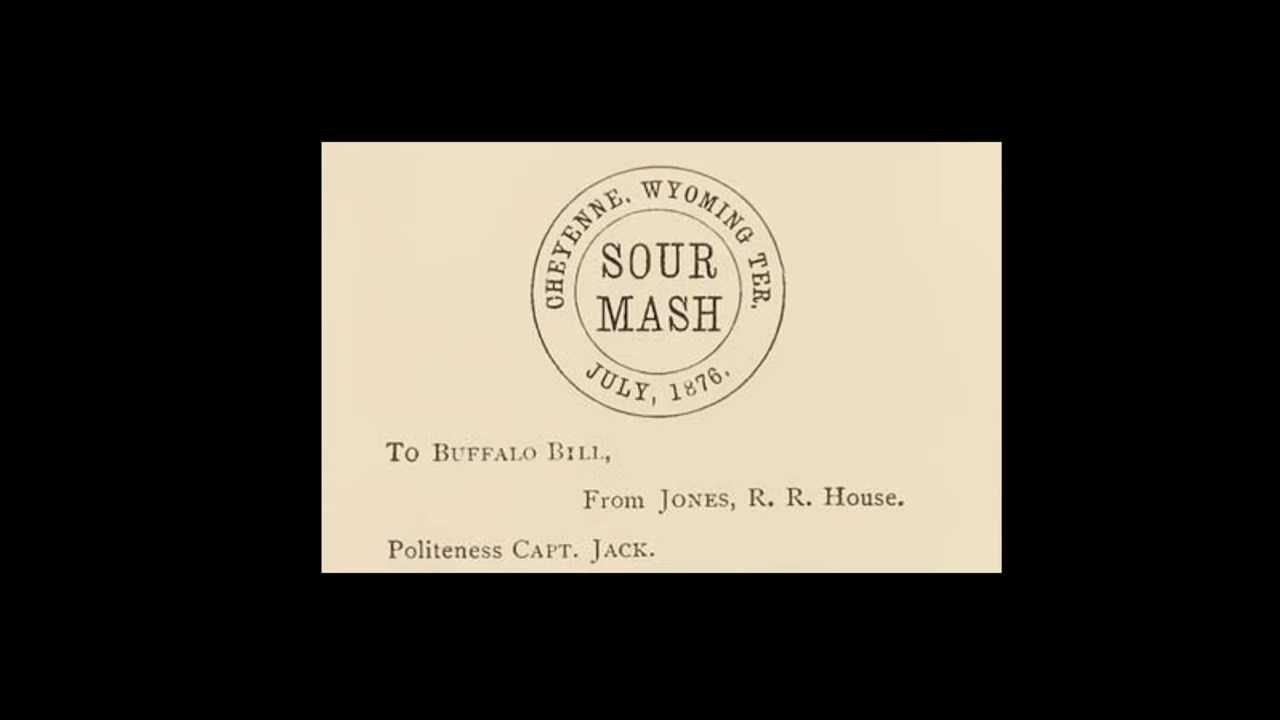 CHEYENNE, WYOMING TER.
SOUR
MASH
JULY, 1876.
To BUFFALO BILL,
From JONES, R. R. House.
Politeness CAPT. JACK.